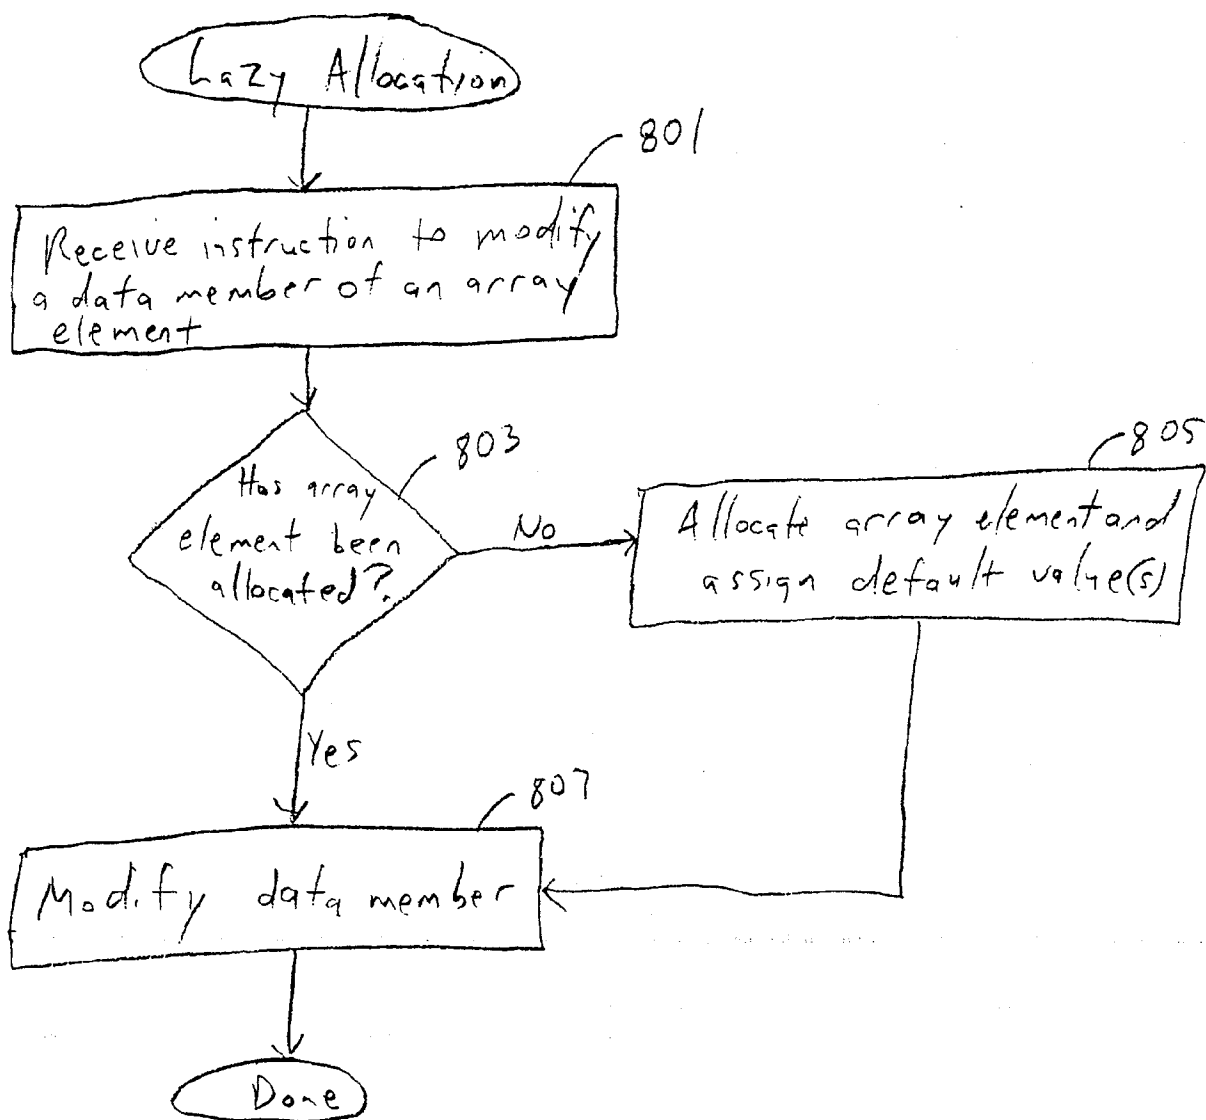 Lazy Allocation
801
Receive instruction to modify
a data member of an array
element
803
Has array
element been
allocated?
No
805
Allocate array element and
assign default value(s)
Yes
807
Modify data member
Done